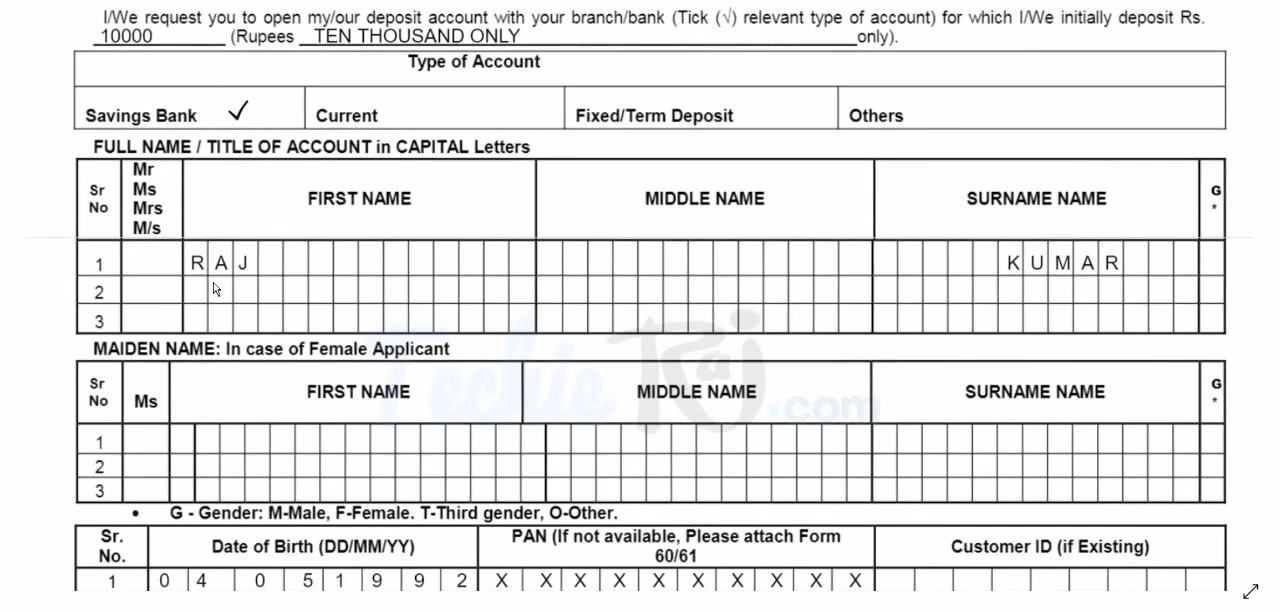 I/We request you to open my/our deposit account with your branch/bank (Tick (√) relevant type of account) for which I/We initially deposit Rs.
10000 (Rupees TEN THOUSAND ONLY only).
Type of Account
Savings Bank ✓ Current Fixed/Term Deposit Others
FULL NAME / TITLE OF ACCOUNT in CAPITAL Letters
Sr No Mr Ms Mrs M/s FIRST NAME MIDDLE NAME SURNAME NAME G *
1 R A J K U M A R
2
3
MAIDEN NAME: In case of Female Applicant
Sr No Ms FIRST NAME MIDDLE NAME SURNAME NAME G *
Techie Raj .com
1
2
3
• G - Gender: M-Male, F-Female. T-Third gender, O-Other.
Sr. No. Date of Birth (DD/MM/YY) PAN (If not available, Please attach Form 60/61 Customer ID (if Existing)
1 0 4 0 5 1 9 9 2 X X X X X X X X X X